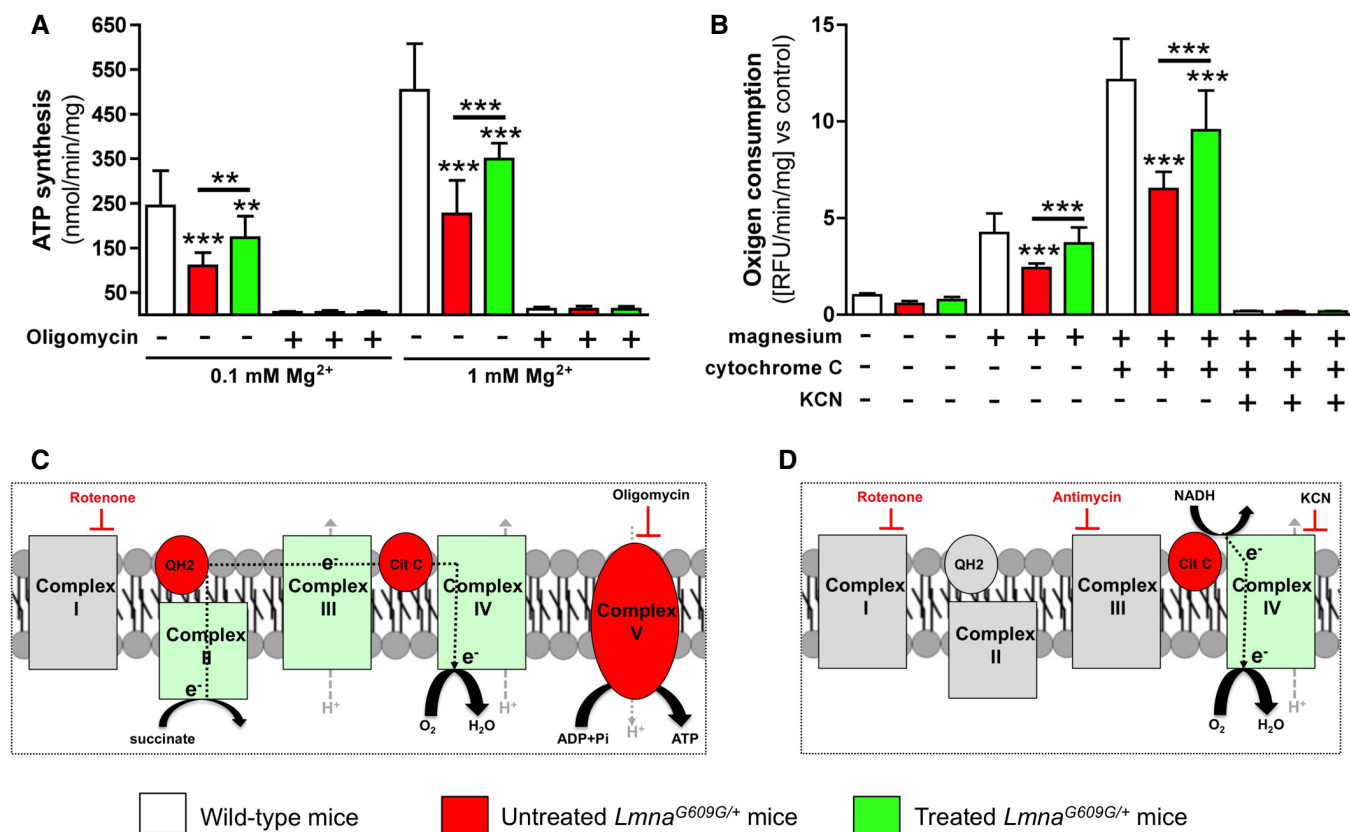 A
ATP synthesis
(nmol/min/mg)
650
550
450
350
250
150
50
*** ** **
*** *** ***
Oligomycin - - - + + + - - - + + +
0.1 mM Mg2+ 1 mM Mg2+
B
Oxigen consumption
([RFU/min/mg] vs control)
15
10
5
0
*** ***
*** *** ***
magnesium - - - + + + + + + + + +
cytochrome C - - - - - - + + + + + +
KCN - - - - - - - - - + + +
C
Rotenone
Oligomycin
Complex I
QH2
Complex II
e-
succinate
Complex III
e-
H+
Cit C
Complex IV
e-
H+
O2 H2O
Complex V
ADP+Pi H+ ATP
D
Rotenone
Antimycin
NADH
KCN
Complex I
QH2
Complex II
Complex III
Cit C
e-
Complex IV
e-
O2 H2O H+
Wild-type mice
Untreated LmnaG609G/+ mice
Treated LmnaG609G/+ mice